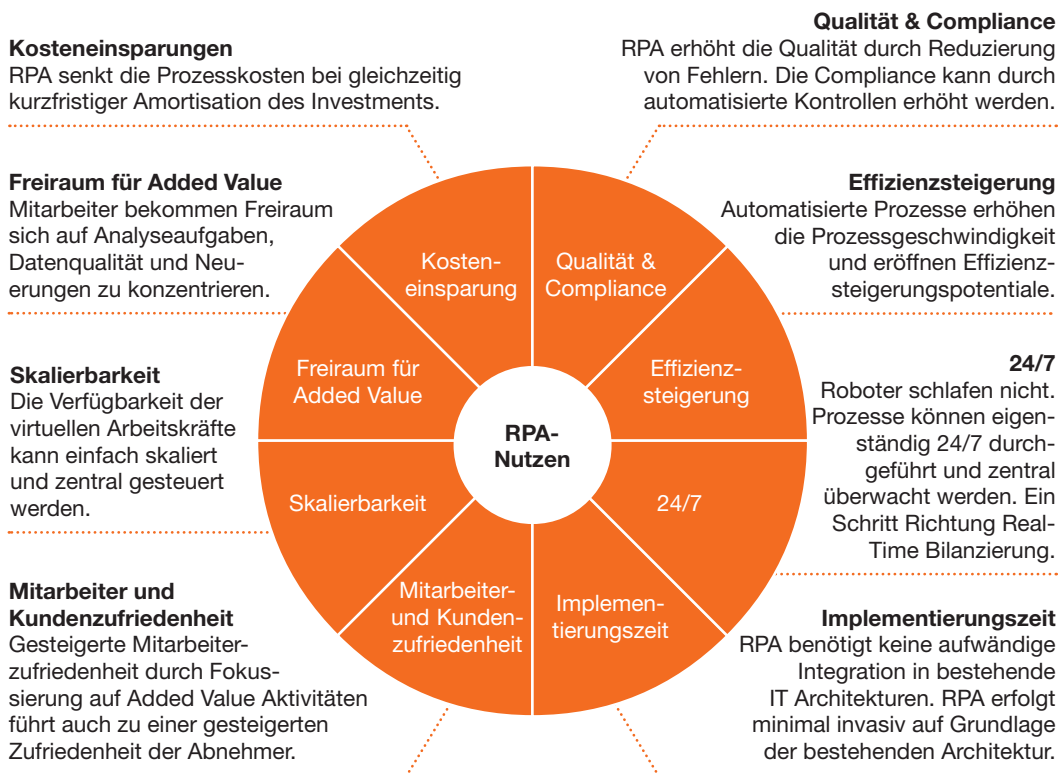 Kosteneinsparungen
RPA senkt die Prozesskosten bei gleichzeitig
kurzfristiger Amortisation des Investments.
Qualität & Compliance
RPA erhöht die Qualität durch Reduzierung
von Fehlern. Die Compliance kann durch
automatisierte Kontrollen erhöht werden.
Freiraum für Added Value
Mitarbeiter bekommen Freiraum
sich auf Analyseaufgaben,
Datenqualität und Neu-
erungen zu konzentrieren.
Effizienzsteigerung
Automatisierte Prozesse erhöhen
die Prozessgeschwindigkeit
und eröffnen Effizienz-
steigerungspotentiale.
Skalierbarkeit
Die Verfügbarkeit der
virtuellen Arbeitskräfte
kann einfach skaliert
und zentral gesteuert
werden.
24/7
Roboter schlafen nicht.
Prozesse können eigen-
ständig 24/7 durch-
geführt und zentral
überwacht werden. Ein
Schritt Richtung Real-
Time Bilanzierung.
Mitarbeiter und
Kundenzufriedenheit
Gesteigerte Mitarbeiter-
zufriedenheit durch Fokus-
sierung auf Added Value Aktivitäten
führt auch zu einer gesteigerten
Zufriedenheit der Abnehmer.
Implementierungszeit
RPA benötigt keine aufwändige
Integration in bestehende
IT Architekturen. RPA erfolgt
minimal invasiv auf Grundlage
der bestehenden Architektur.
Kosten-
einsparung
Qualität &
Compliance
Freiraum für
Added Value
Effizienz-
steigerung
RPA-
Nutzen
Skalierbarkeit
24/7
Mitarbeiter-
und Kunden-
zufriedenheit
Implemen-
tierungszeit